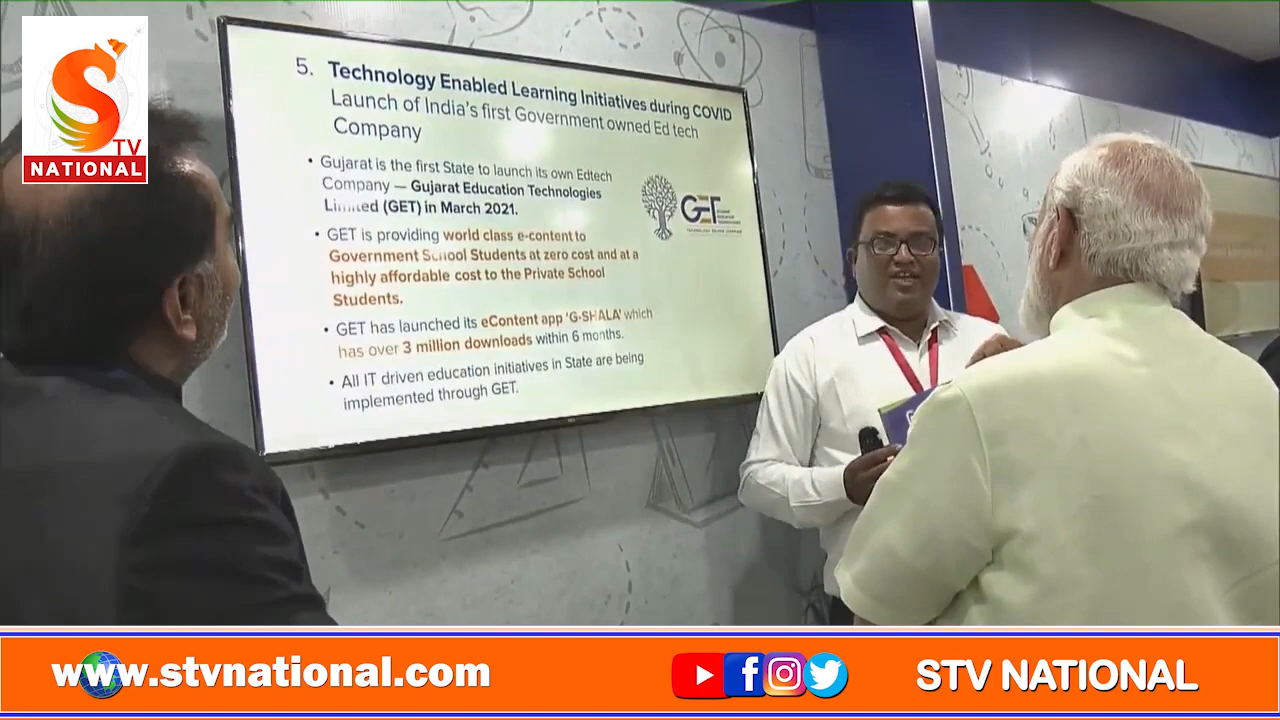 S
TV
NATIONAL
5. Technology Enabled Learning Initiatives during COVID
Launch of India's first Government owned Ed tech
Company
• Gujarat is the first State to launch its own Edtech
Company — Gujarat Education Technologies
Limited (GET) in March 2021.
GET
• GET is providing world class e-content to
Government School Students at zero cost and at a
highly affordable cost to the Private School
Students.
• GET has launched its eContent app 'G-SHALA' which
has over 3 million downloads within 6 months.
• All IT driven education initiatives in State are being
implemented through GET.
www.stvnational.com
STV NATIONAL